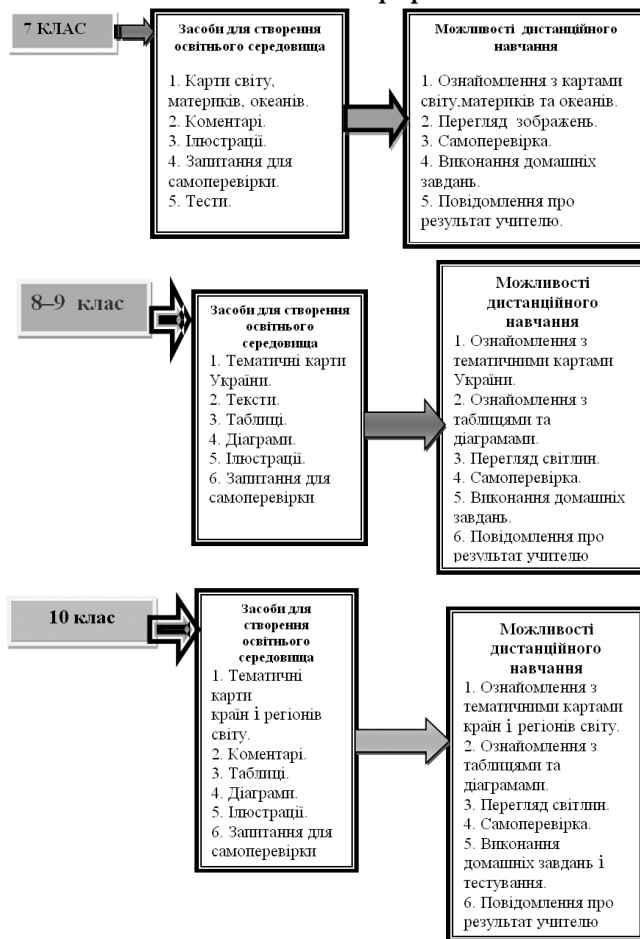 7 КЛАС
Засоби для створення
освітнього середовища
1. Карти світу,
материків, океанів.
2. Коментарі.
3. Ілюстрації.
4. Запитання для
самоперевірки.
5. Тести.
Можливості дистанційного
навчання
1. Ознайомлення з картами
світу,материків та океанів.
2. Перегляд зображень.
3. Самоперевірка.
4. Виконання домашніх
завдань.
5. Повідомлення про
результат учителю.
8–9 клас
Засоби для створення
освітнього
середовища
1. Тематичні карти
України.
2. Тексти.
3. Таблиці.
4. Діаграми.
5. Ілюстрації.
6. Запитання для
самоперевірки
Можливості
дистанційного
навчання
1. Ознайомлення з
тематичними картами
України.
2. Ознайомлення з
таблицями та
діаграмами.
3. Перегляд світлин.
4. Самоперевірка.
5. Виконання домашніх
завдань.
6. Повідомлення про
результат учителю
10 клас
Засоби для
створення
освітнього
середовища
1. Тематичні
карти
країн і регіонів
світу.
2. Коментарі.
3. Таблиці.
4. Діаграми.
5. Ілюстрації.
6. Запитання для
самоперевірки
Можливості
дистанційного
навчання
1. Ознайомлення з
тематичними картами
країн і регіонів світу.
2. Ознайомлення з
таблицями та
діаграмами.
3. Перегляд світлин.
4. Самоперевірка.
5. Виконання
домашніх завдань і
тестування.
6. Повідомлення про
результат учителю